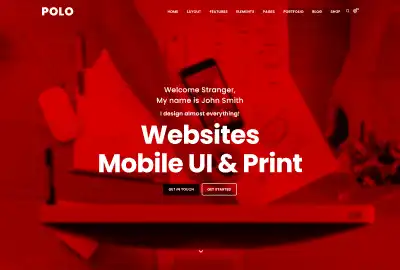 POLO
HOME LAYOUT FEATURES ELEMENTS PAGES PORTFOLIO BLOG SHOP
Welcome Stranger,
My name is John Smith
I design almost everything!
Websites
Mobile UI & Print
GET IN TOUCH GET STARTED